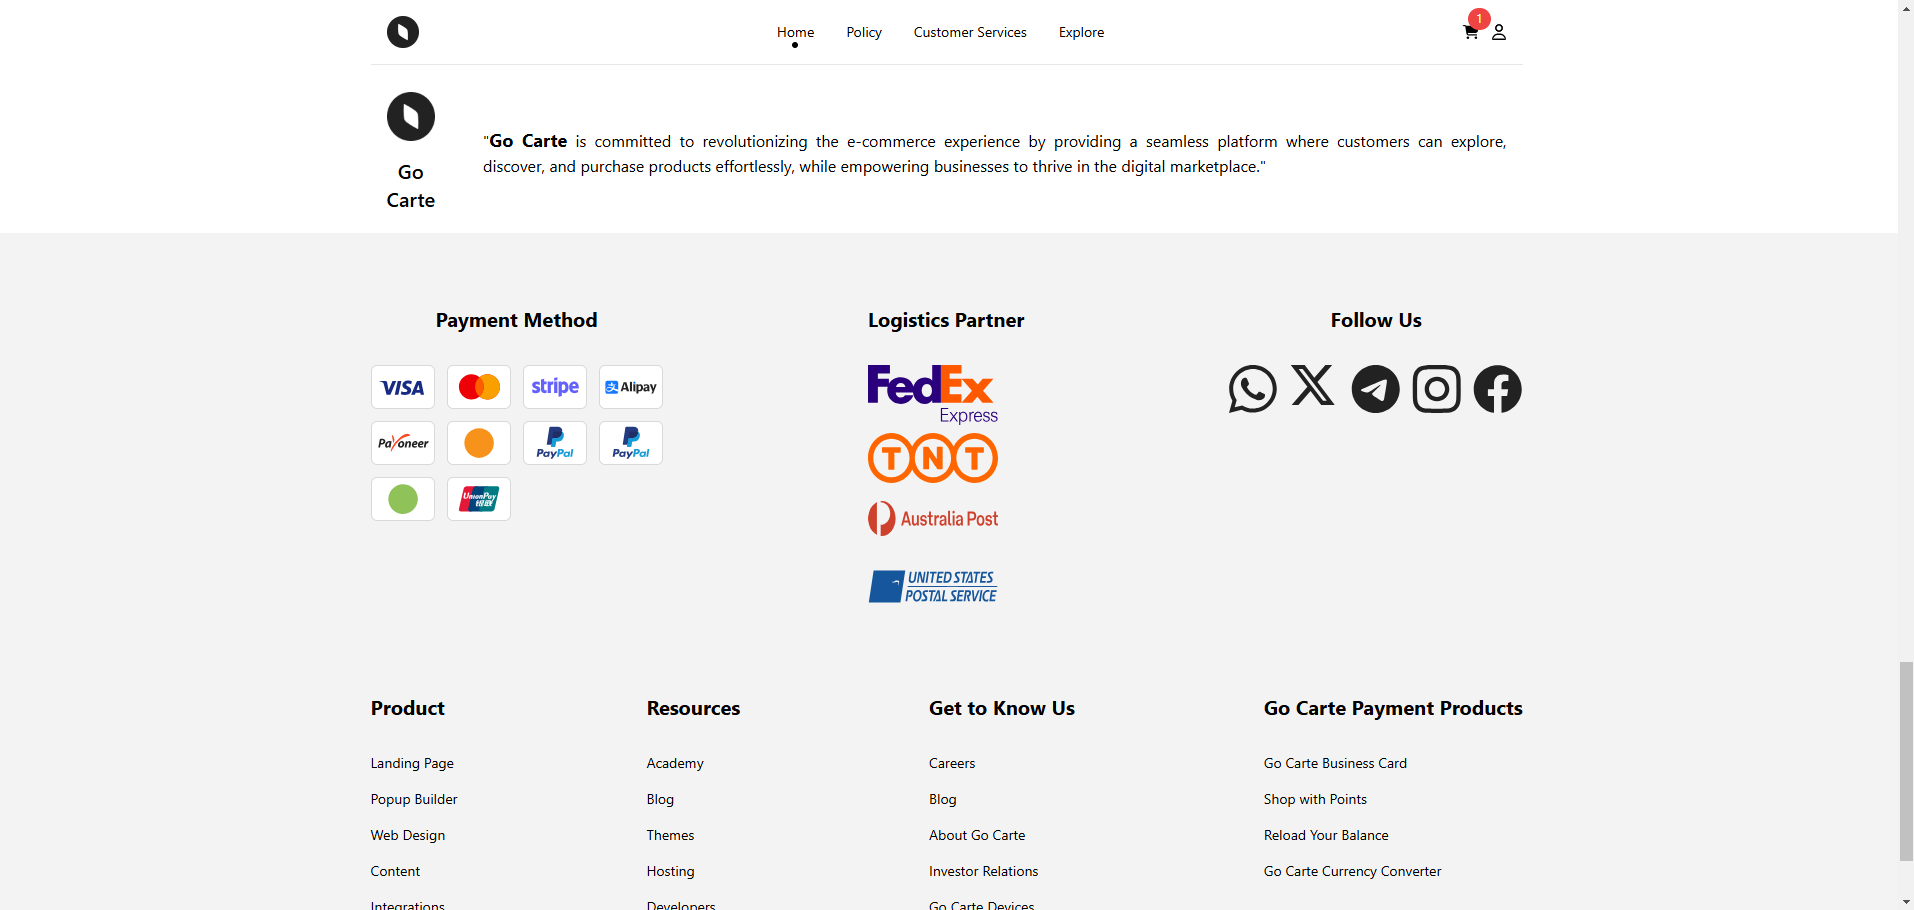 Home Policy Customer Services Explore
1
Go
Carte
"Go Carte is committed to revolutionizing the e-commerce experience by providing a seamless platform where customers can explore,
discover, and purchase products effortlessly, while empowering businesses to thrive in the digital marketplace."
Payment Method
VISA
stripe
支 Alipay
Payoneer
PayPal
PayPal
UnionPay
银联
Logistics Partner
FedEx
Express
TNT
Australia Post
UNITED STATES
POSTAL SERVICE
Follow Us
Product
Landing Page
Popup Builder
Web Design
Content
Integrations
Resources
Academy
Blog
Themes
Hosting
Developers
Get to Know Us
Careers
Blog
About Go Carte
Investor Relations
Go Carte Devices
Go Carte Payment Products
Go Carte Business Card
Shop with Points
Reload Your Balance
Go Carte Currency Converter